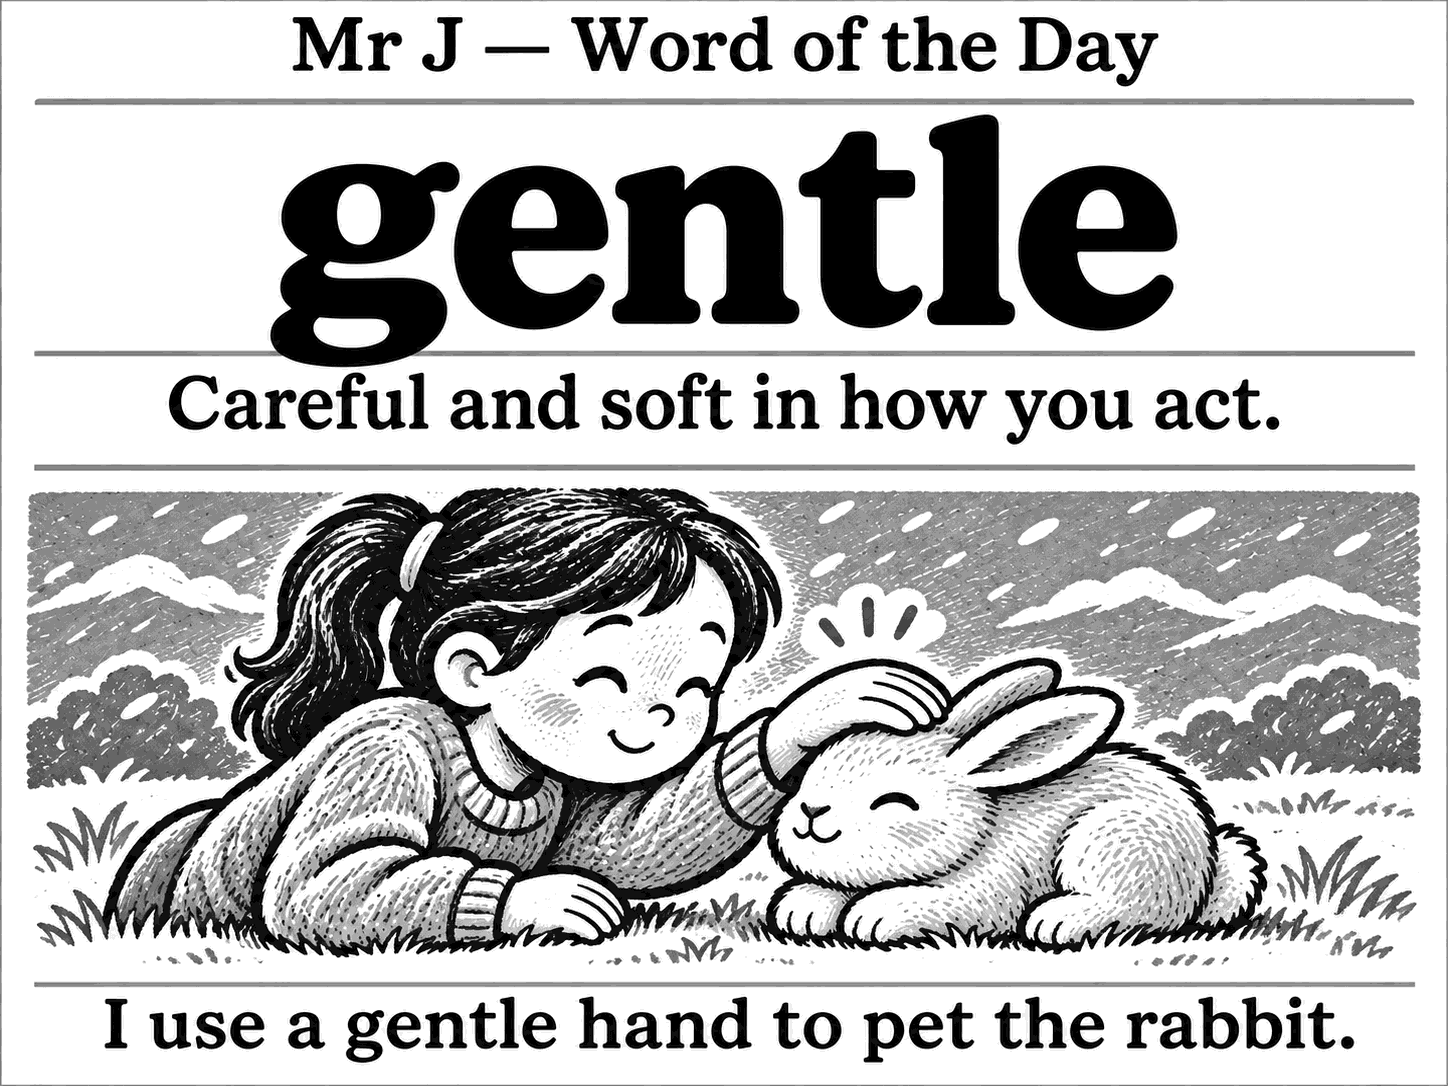 Mr J — Word of the Day
gentle
Careful and soft in how you act.
I use a gentle hand to pet the rabbit.